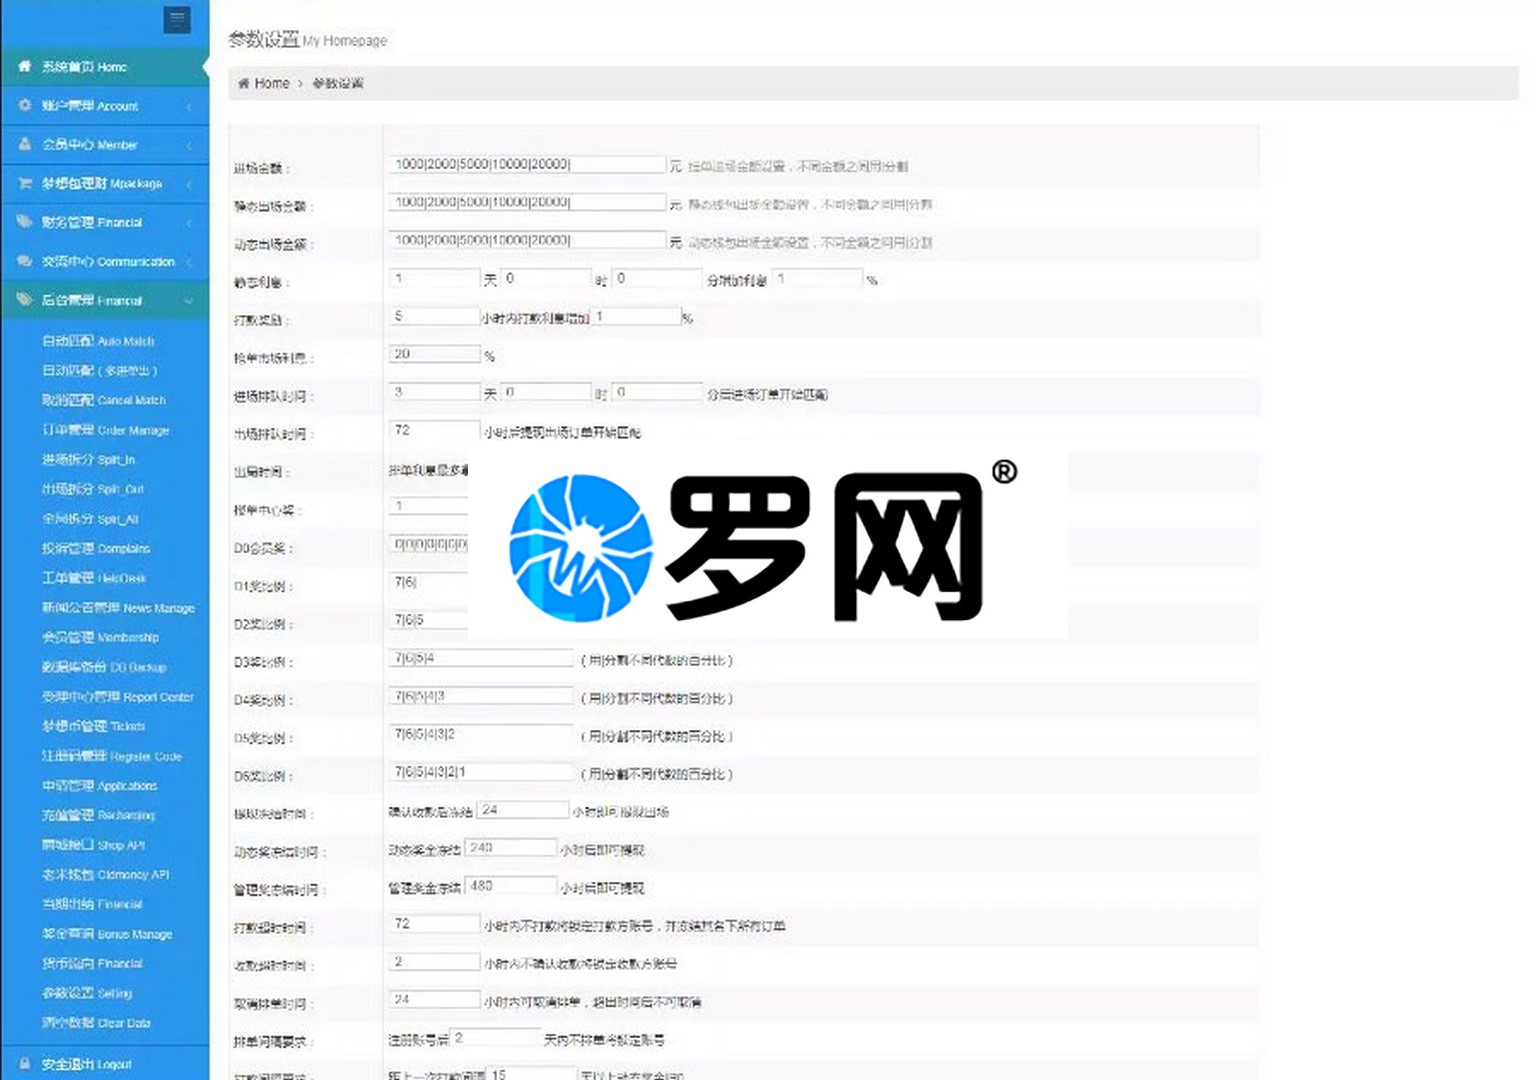 系统首页 Home
账户管理 Account
会员中心 Member
梦想包理财 Mpackage
财务管理 Financial
交流中心 Communication
后台管理 Financial
自动匹配 Auto Match
自动匹配（多进单出）
取消匹配 Cancel Match
订单管理 Order Manage
进场拆分 Split_In
出场拆分 Split_Out
全局拆分 Split_All
投诉管理 Complains
工单管理 HelpDesk
新闻公告管理 News Manage
会员管理 Membership
数据库备份 DB Backup
受理中心管理 Report Center
梦想币管理 Tickets
注册码管理 Register Code
申请管理 Applications
充值管理 Recharging
商城接口 Shop API
老米钱包 Oldmoney API
当期出纳 Financial
奖金查询 Bonus Manage
货币流向 Financial
参数设置 Setting
清空数据 Clear Data
安全退出 Logout
参数设置 My Homepage
Home > 参数设置
进场金额： 1000|2000|5000|10000|20000| 元 挂单进场金额设置，不同金额之间用|分割
静态出场金额： 1000|2000|5000|10000|20000| 元 静态钱包出场金额设置，不同金额之间用|分割
动态出场金额： 1000|2000|5000|10000|20000| 元 动态钱包出场金额设置，不同金额之间用|分割
静态利息： 1 天 0 时 0 分增加利息 1 %
打款奖励： 5 小时内打款利息增加 1 %
抢单市场利息： 20 %
进场排队时间： 3 天 0 时 0 分后进场订单开始匹配
出场排队时间： 72 小时后提现出场订单开始匹配
出局时间： 排单利息最多
报单中心奖： 1
D0会员奖： 0|0|0|0|0|0|
D1奖比例： 7|6|
D2奖比例： 7|6|5
罗网®
D3奖比例： 7|6|5|4 （用|分割不同代数的百分比）
D4奖比例： 7|6|5|4|3 （用|分割不同代数的百分比）
D5奖比例： 7|6|5|4|3|2 （用|分割不同代数的百分比）
D6奖比例： 7|6|5|4|3|2|1 （用|分割不同代数的百分比）
提现冻结时间： 确认收款后冻结 24 小时即可提现出场
动态奖冻结时间： 动态奖金冻结 240 小时后即可提现
管理奖冻结时间： 管理奖金冻结 480 小时后即可提现
打款超时时间： 72 小时内不打款将锁定打款方账号，并冻结其名下所有订单
收款超时时间： 2 小时内不确认收款将锁定收款方账号
取消排单时间： 24 小时内可取消排单，超出时间后不可取消
排单间隔要求： 注册账号后 2 天内不排单将锁定账号
打款间隔要求： 距上一次打款间隔 15 天以上动态奖金归0